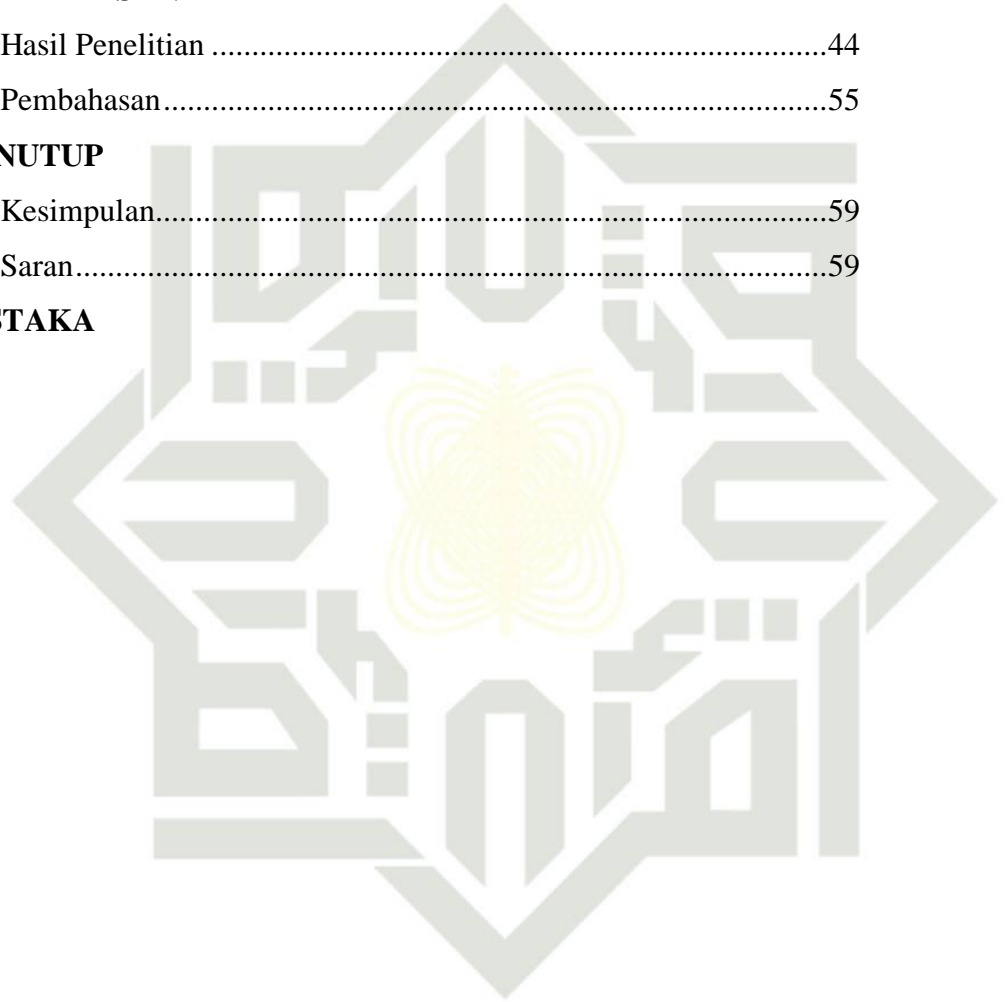 Hasil Penelitian ............................................................................44
Pembahasan ..................................................................................55
NUTUP
Kesimpulan...................................................................................59
Saran.............................................................................................59
STAKA